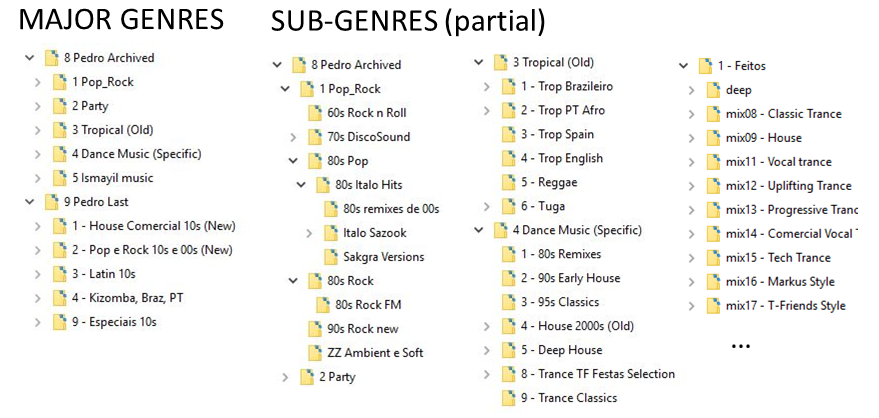 MAJOR GENRES
8 Pedro Archived
1 Pop_Rock
2 Party
3 Tropical (Old)
4 Dance Music (Specific)
5 Ismayil music
9 Pedro Last
1 - House Comercial 10s (New)
2 - Pop e Rock 10s e 00s (New)
3 - Latin 10s
4 - Kizomba, Braz, PT
9 - Especiais 10s
SUB-GENRES (partial)
8 Pedro Archived
1 Pop_Rock
60s Rock n Roll
70s DiscoSound
80s Pop
80s Italo Hits
80s remixes de 00s
Italo Sazook
Sakgra Versions
80s Rock
80s Rock FM
90s Rock new
ZZ Ambient e Soft
2 Party
3 Tropical (Old)
1 - Trop Brazileiro
2 - Trop PT Afro
3 - Trop Spain
4 - Trop English
5 - Reggae
6 - Tuga
4 Dance Music (Specific)
1 - 80s Remixes
2 - 90s Early House
3 - 95s Classics
4 - House 2000s (Old)
5 - Deep House
8 - Trance TF Festas Selection
9 - Trance Classics
1 - Feitos
deep
mix08 - Classic Trance
mix09 - House
mix11 - Vocal trance
mix12 - Uplifting Trance
mix13 - Progressive Tranc
mix14 - Comercial Vocal T
mix15 - Tech Trance
mix16 - Markus Style
mix17 - T-Friends Style
...